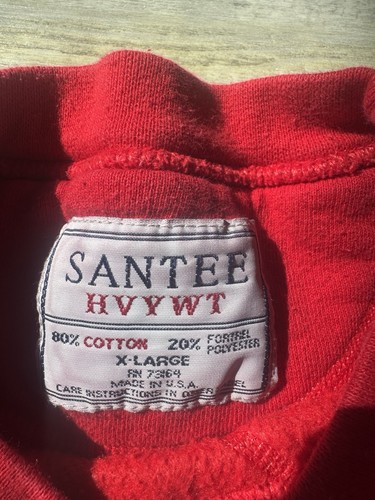 SANTEE
HVYWT
80% COTTON 20% FORTREL POLYESTER
X-LARGE
RN 73164
MADE IN U.S.A.
CARE INSTRUCTIONS IN OTHER